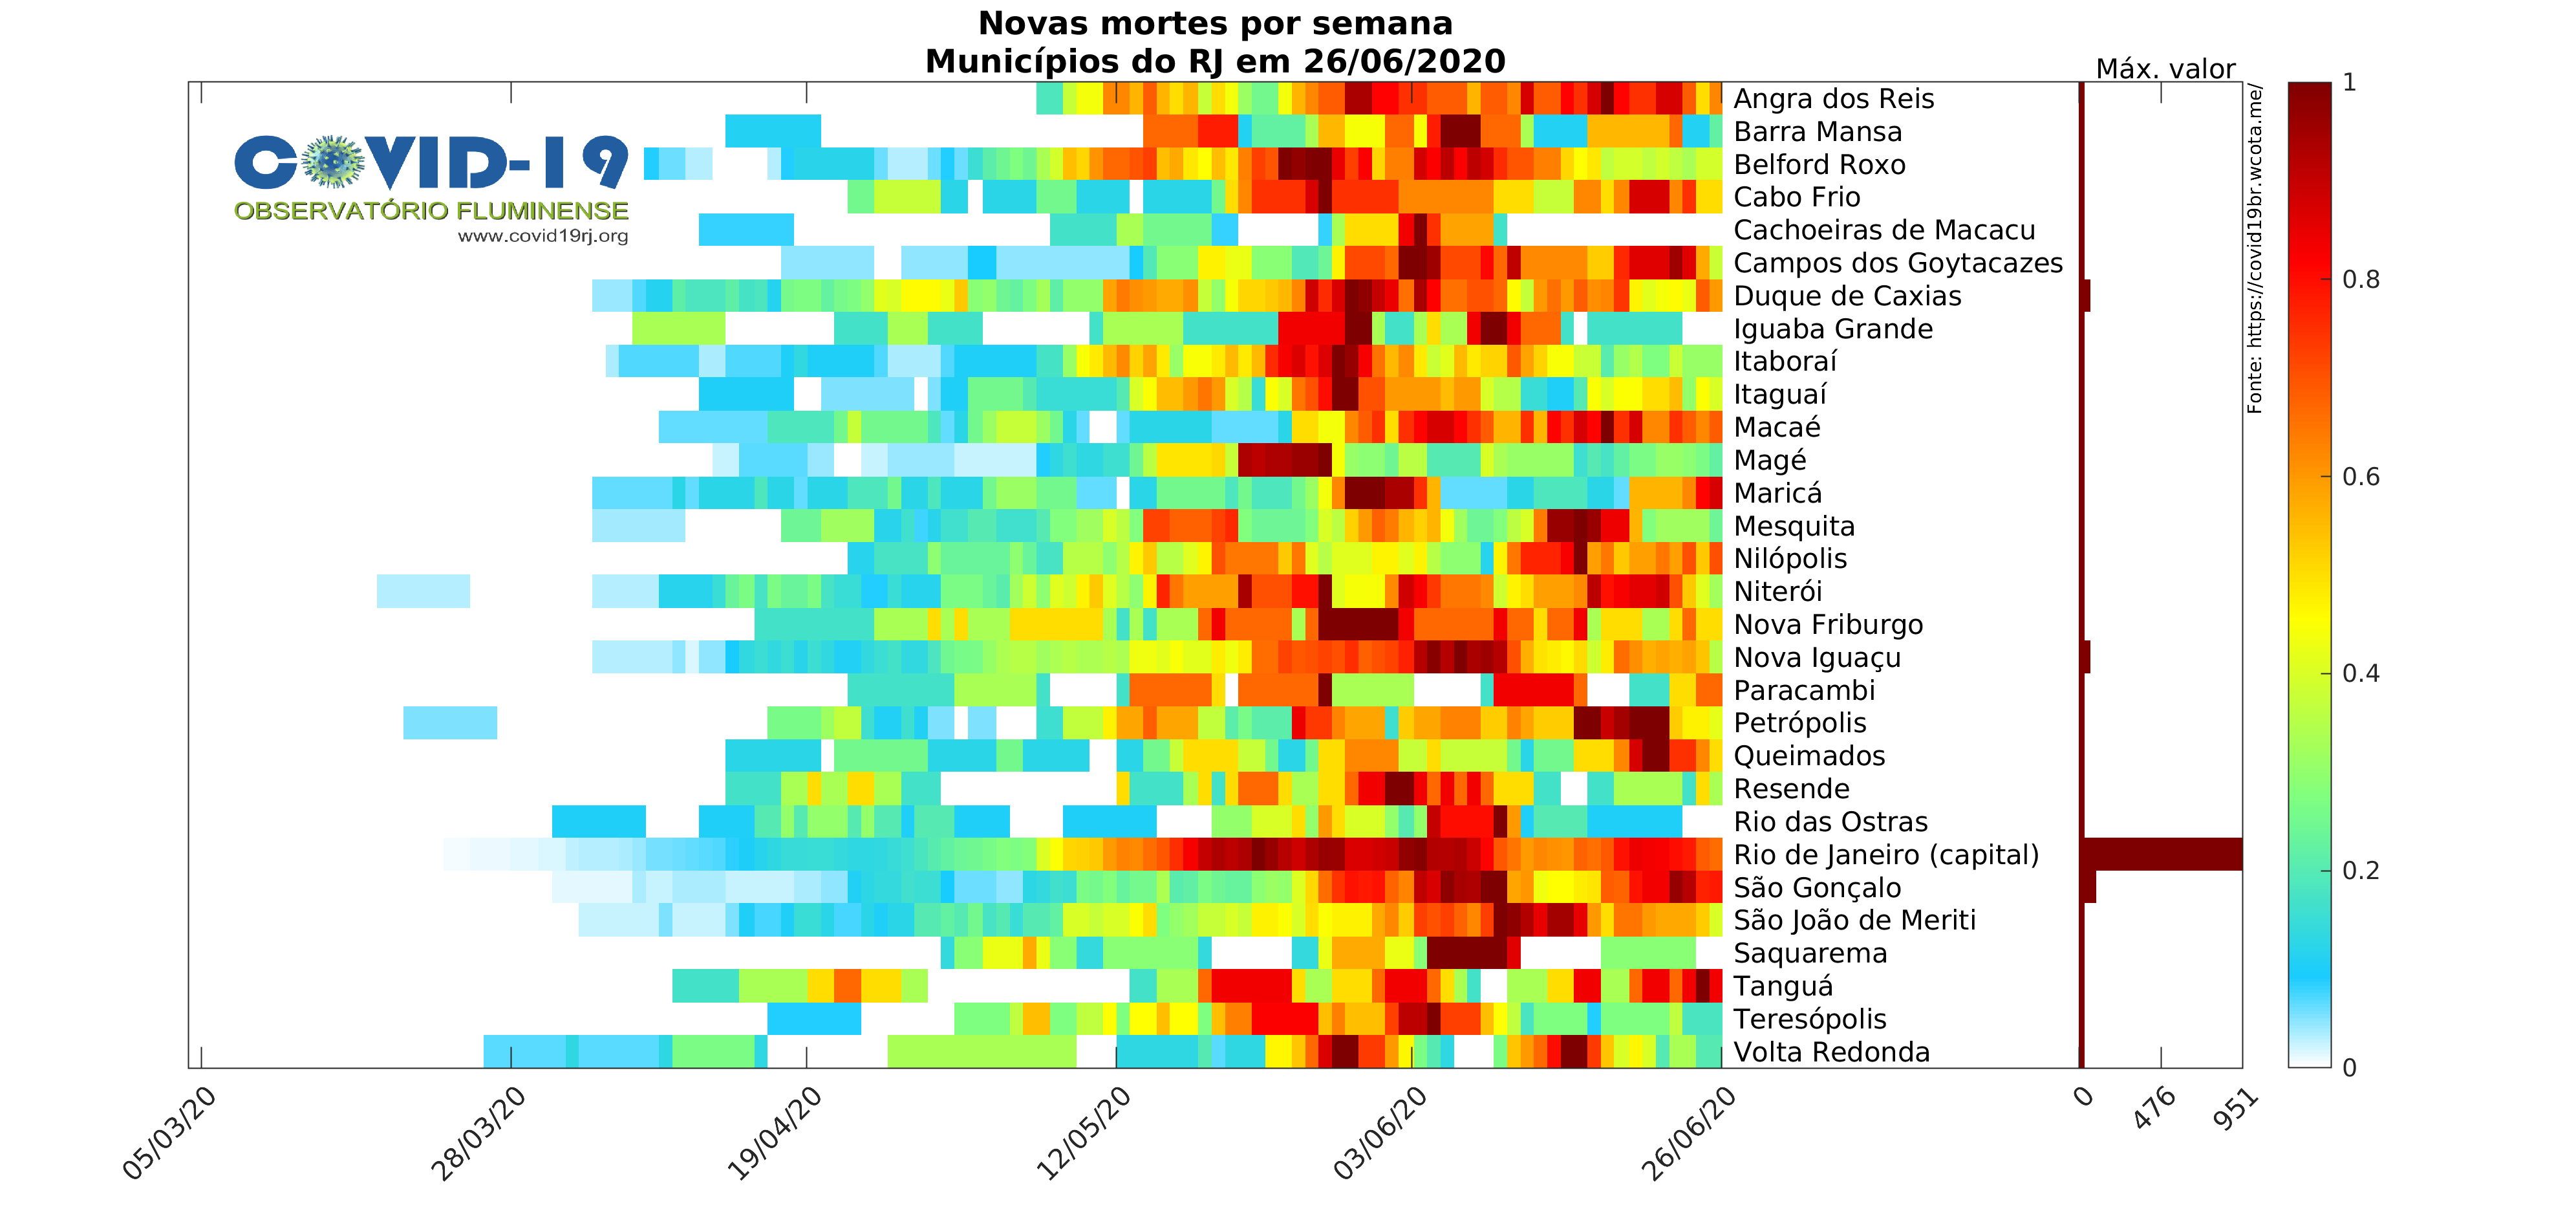 Novas mortes por semana
Municípios do RJ em 26/06/2020
Máx. valor
COVID-19
OBSERVATÓRIO FLUMINENSE
www.covid19rj.org
Angra dos Reis
Barra Mansa
Belford Roxo
Cabo Frio
Cachoeiras de Macacu
Campos dos Goytacazes
Duque de Caxias
Iguaba Grande
Itaboraí
Itaguaí
Macaé
Magé
Maricá
Mesquita
Nilópolis
Niterói
Nova Friburgo
Nova Iguaçu
Paracambi
Petrópolis
Queimados
Resende
Rio das Ostras
Rio de Janeiro (capital)
São Gonçalo
São João de Meriti
Saquarema
Tanguá
Teresópolis
Volta Redonda
Fonte: https://covid19br.wcota.me/
1
0.8
0.6
0.4
0.2
0
05/03/20
28/03/20
19/04/20
12/05/20
03/06/20
26/06/20
0
476
951